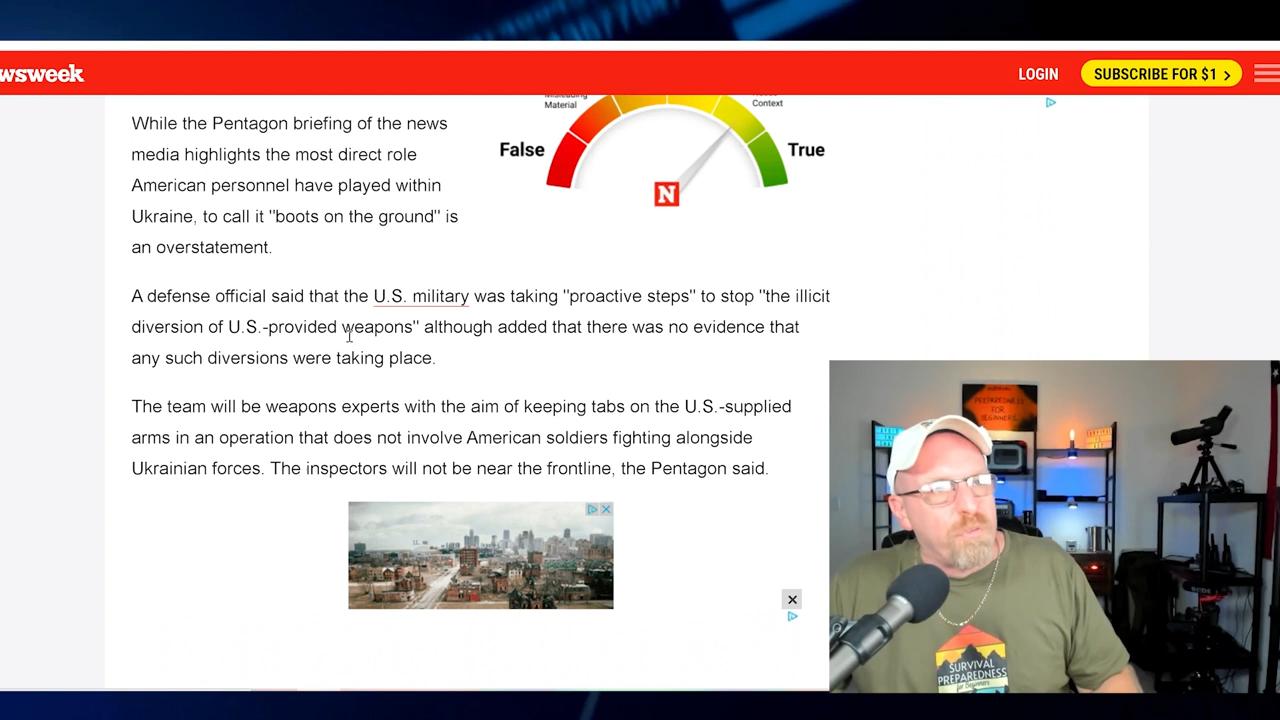 wsweek
LOGIN
SUBSCRIBE FOR $1 >
Misleading
Material
Context
False
True
N
While the Pentagon briefing of the news
media highlights the most direct role
American personnel have played within
Ukraine, to call it "boots on the ground" is
an overstatement.
A defense official said that the U.S. military was taking "proactive steps" to stop "the illicit
diversion of U.S.-provided weapons" although added that there was no evidence that
any such diversions were taking place.
The team will be weapons experts with the aim of keeping tabs on the U.S.-supplied
arms in an operation that does not involve American soldiers fighting alongside
Ukrainian forces. The inspectors will not be near the frontline, the Pentagon said.
PREPAREDNESS
FOR
BEGINNERS
SURVIVAL
PREPAREDNESS
for Beginners